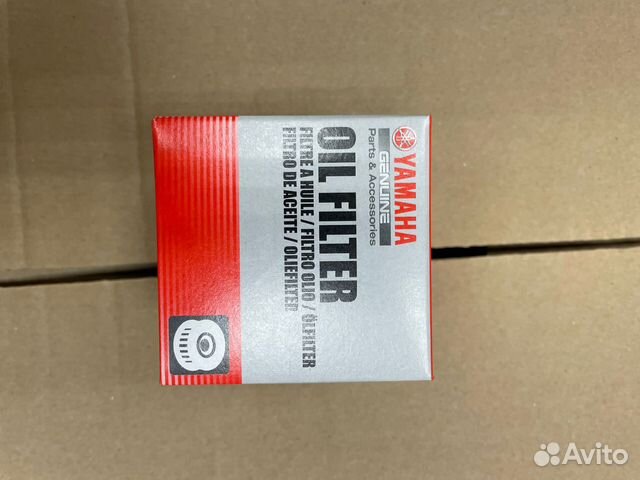 YAMAHA
GENUINE
Parts & Accessories
OIL FILTER
FILTRE A HUILE / FILTRO OLIO / ÖLFILTER
FILTRO DE ACEITE / OLIEFILTER
Avito